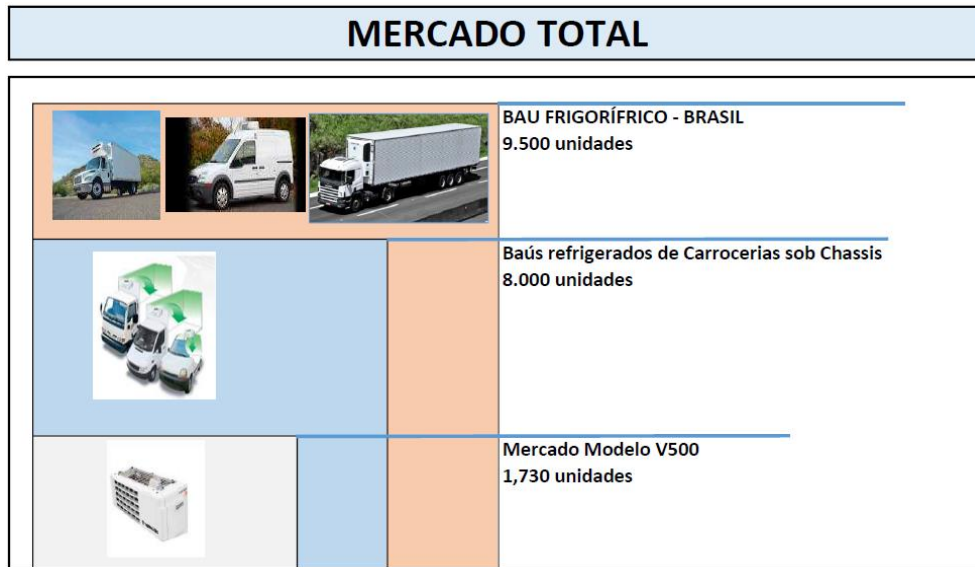 MERCADO TOTAL
BAU FRIGORÍFRICO - BRASIL
9.500 unidades
Baús refrigerados de Carrocerias sob Chassis
8.000 unidades
Mercado Modelo V500
1,730 unidades